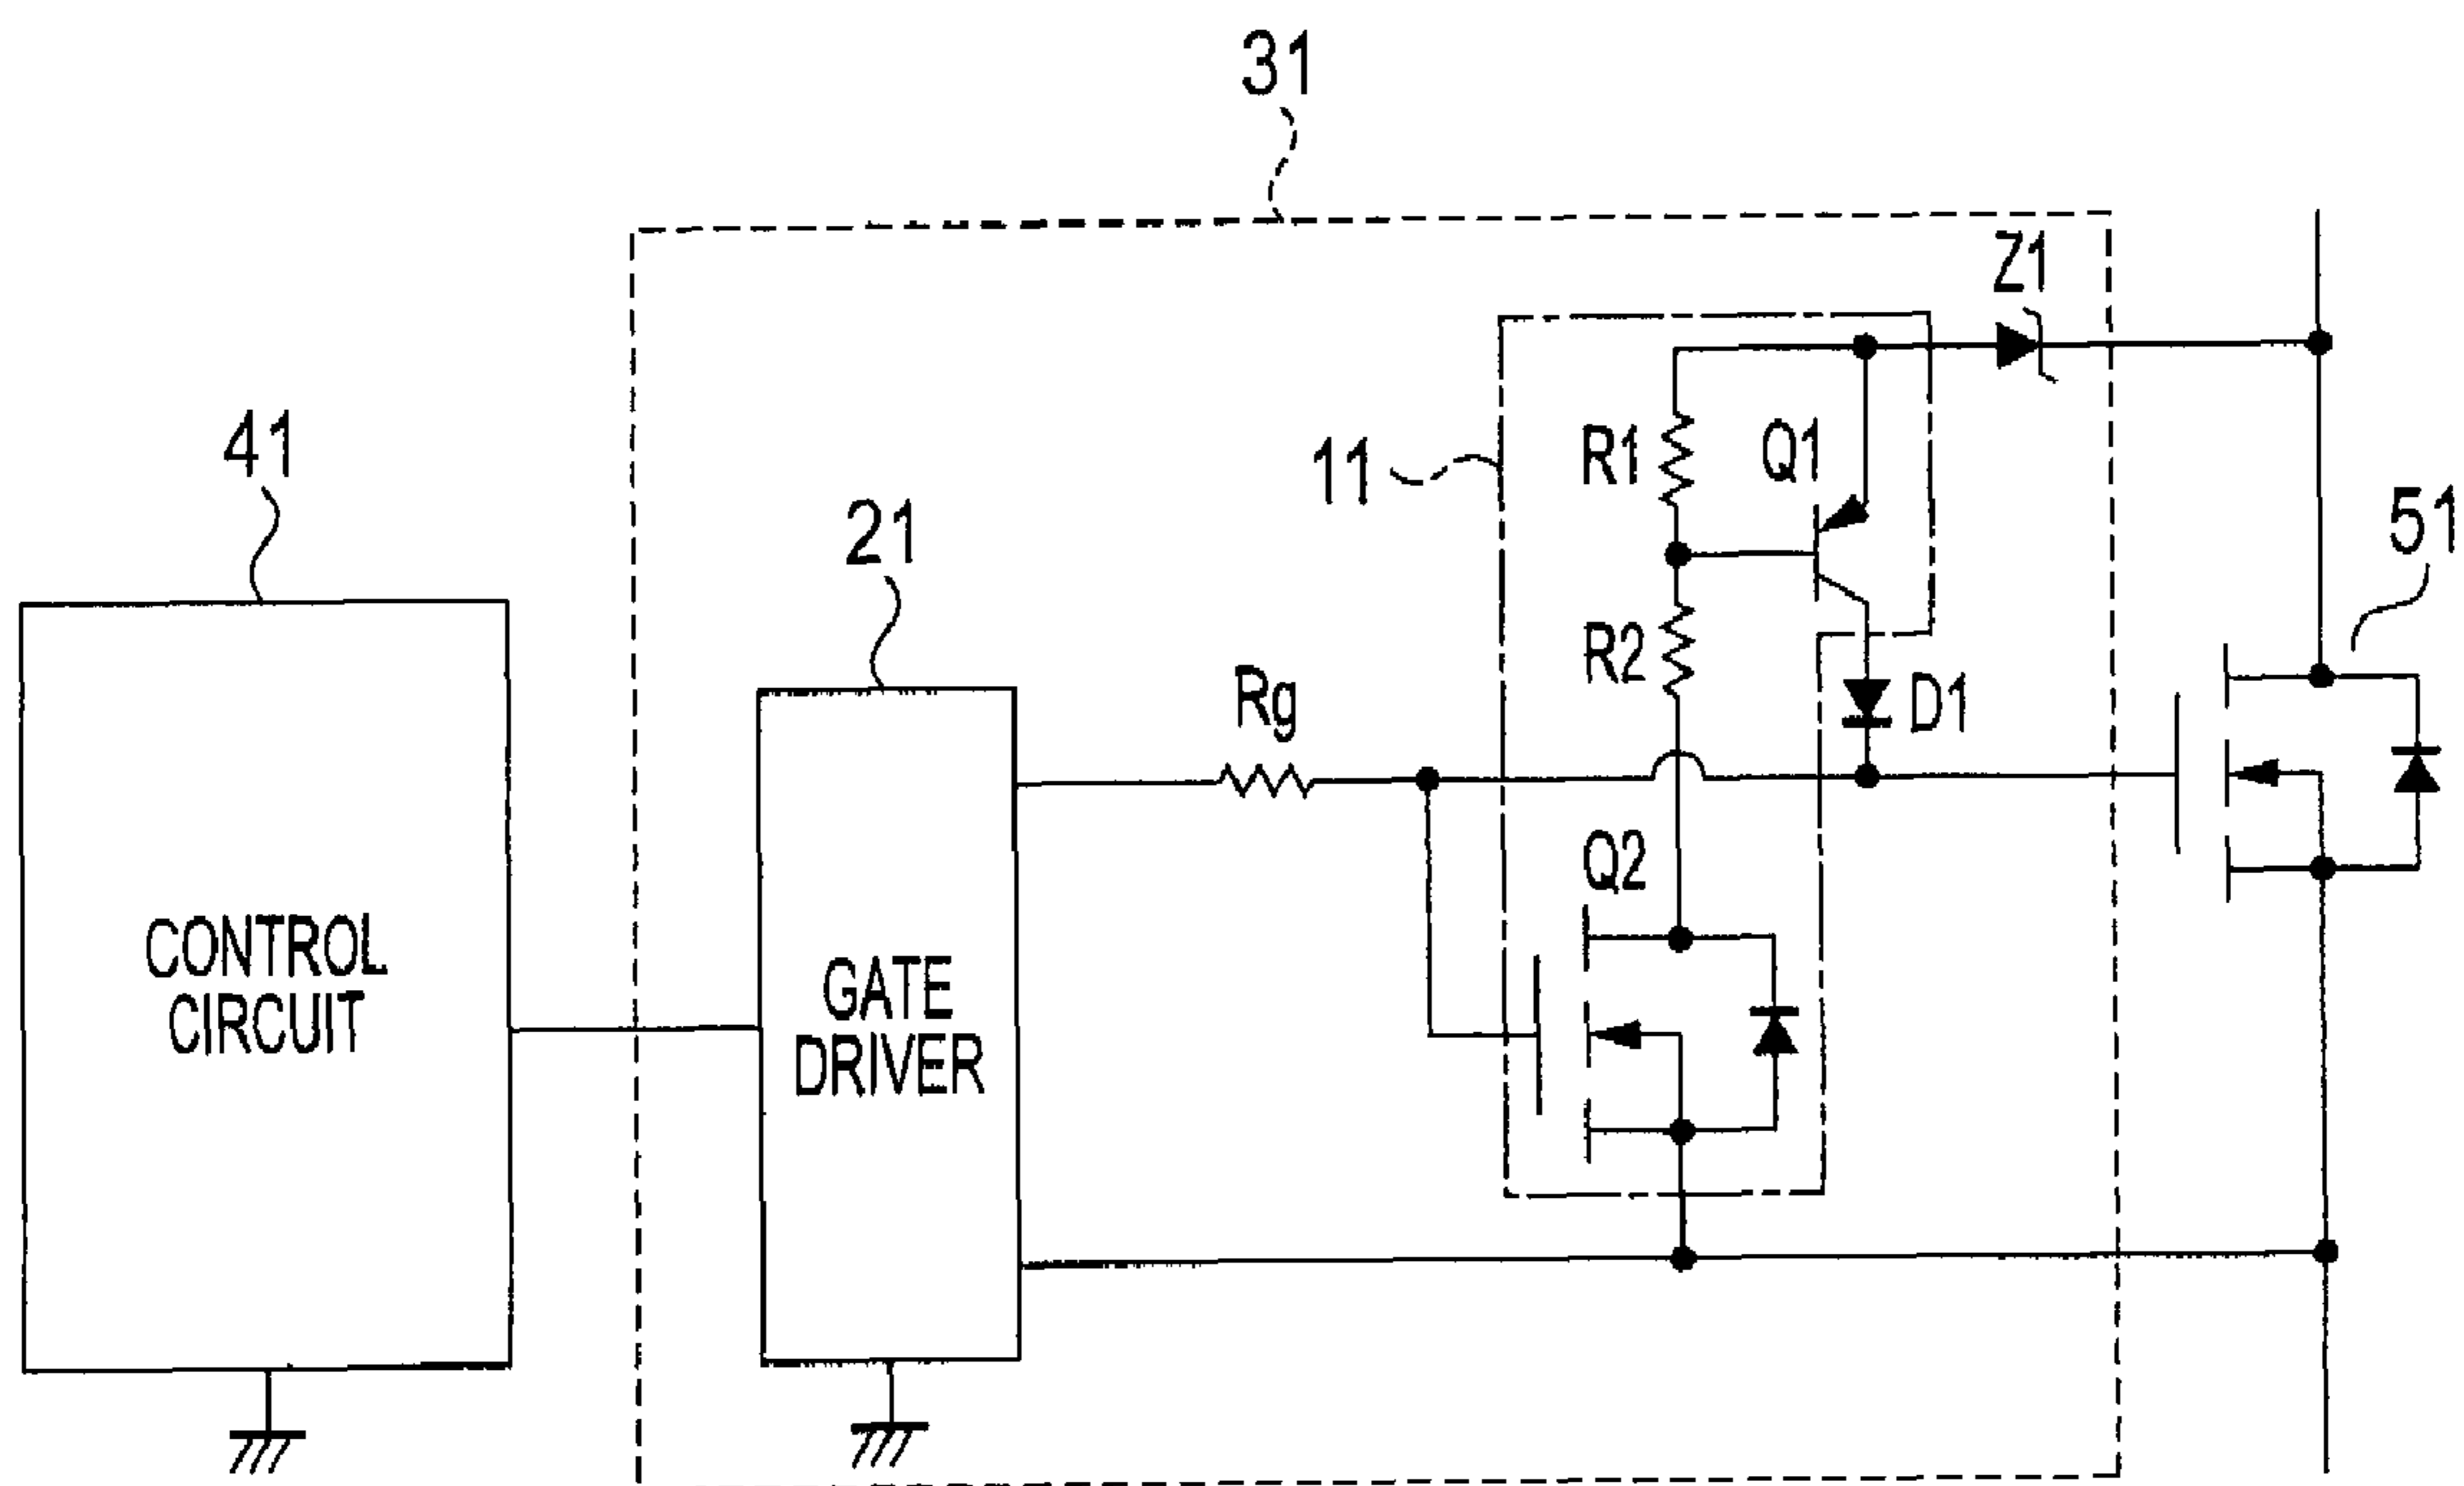 31
Z1
41
11
R1
Q1
21
51
R2
Rg
D1
Q2
CONTROL
CIRCUIT
GATE
DRIVER